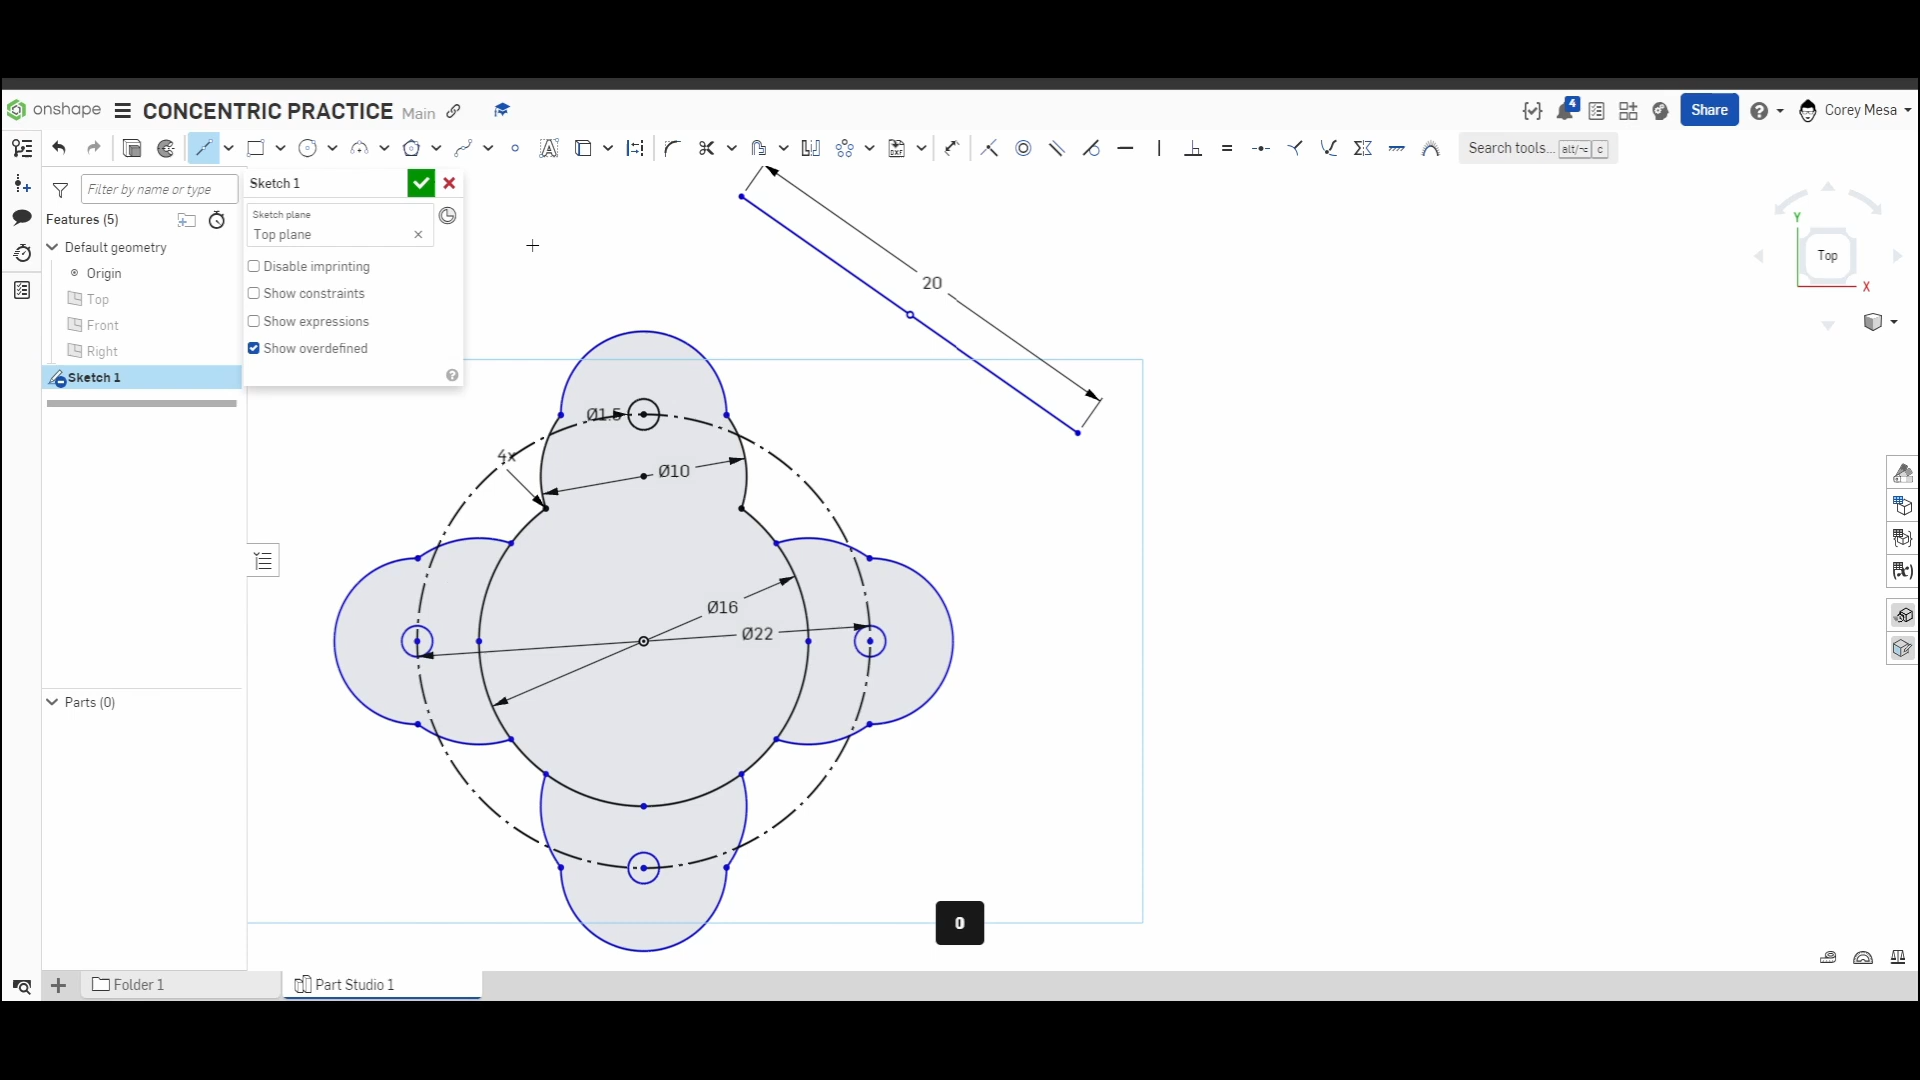 onshape CONCENTRIC PRACTICE Main 4 Share Corey Mesa
Search tools... alt/⌥ c
Filter by name or type
Features (5)
Default geometry
Origin
Top
Front
Right
Sketch 1
Parts (0)
Sketch 1
Sketch plane
Top plane
Disable imprinting
Show constraints
Show expressions
Show overdefined
20
Ø1.5
4x
Ø10
Ø16
Ø22
Y
Top
X
0
Folder 1
Part Studio 1